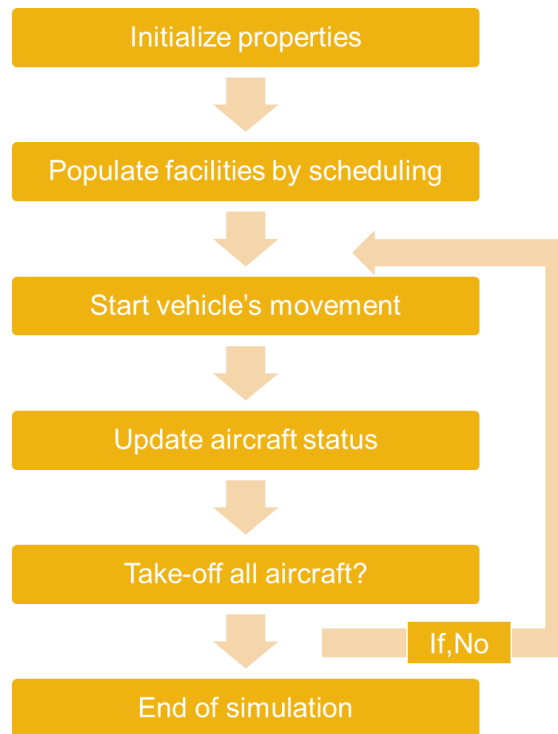 Initialize properties
Populate facilities by scheduling
Start vehicle’s movement
Update aircraft status
Take-off all aircraft?
If,No
End of simulation